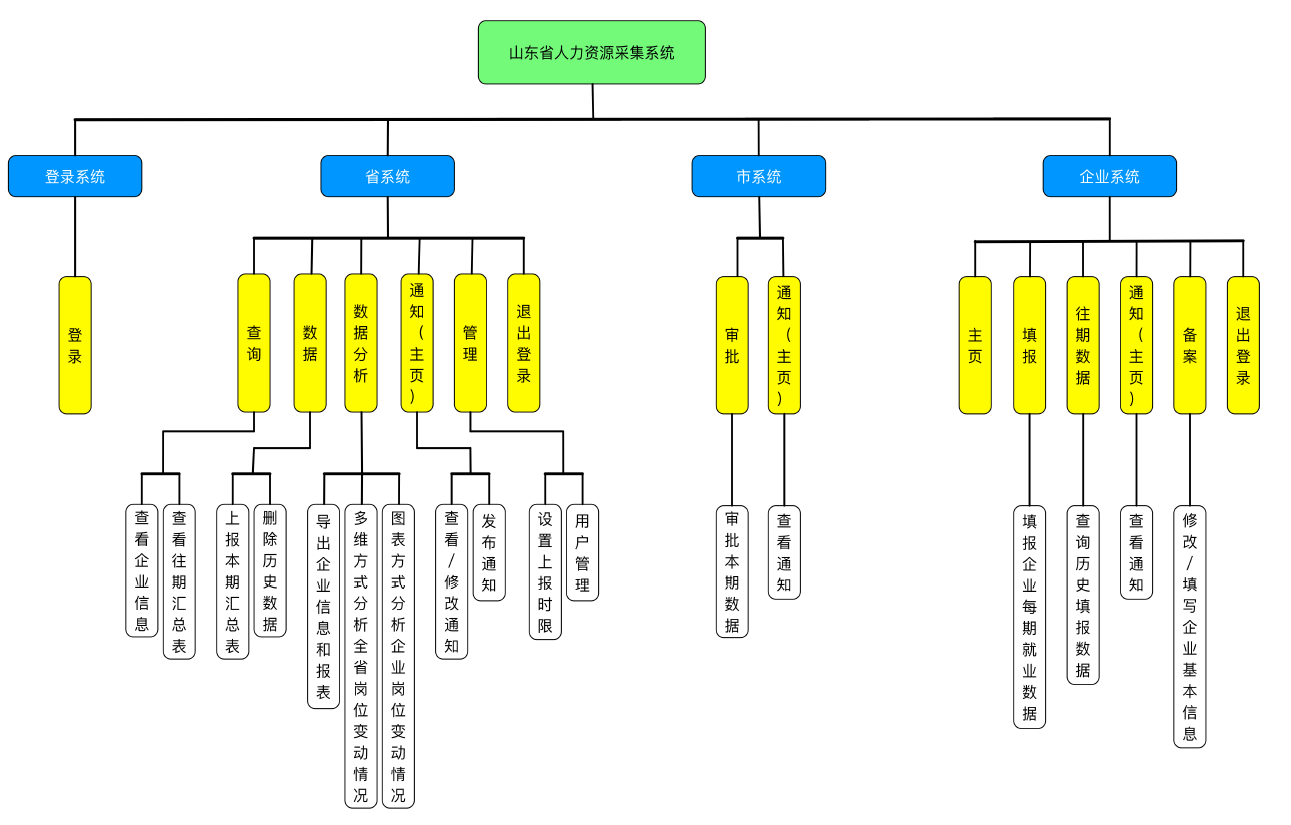 山东省人力资源采集系统
登录系统
省系统
市系统
企业系统
登录
查询
数据
数据分析
通知（主页）
管理
退出登录
审批
通知（主页）
主页
填报
往期数据
通知（主页）
备案
退出登录
查看企业信息
查看往期汇总表
上报本期汇总表
删除历史数据
导出企业信息和报表
多维方式分析全省岗位变动情况
图表方式分析企业岗位变动情况
查看/修改通知
发布通知
设置上报时限
用户管理
审批本期数据
查看通知
填报企业每期就业数据
查询历史填报数据
查看通知
修改/填写企业基本信息